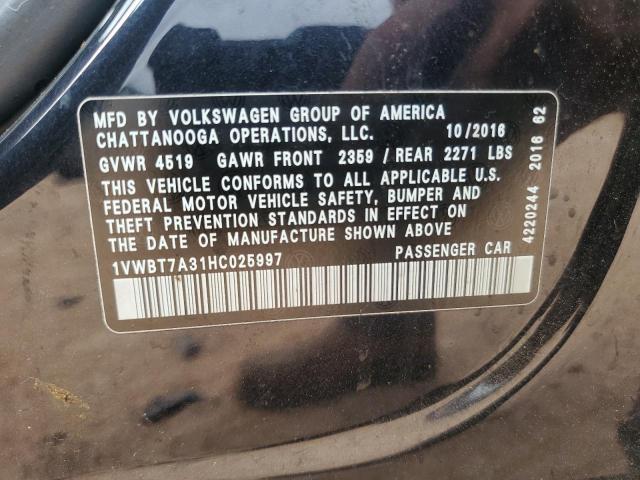 MFD BY VOLKSWAGEN GROUP OF AMERICA
CHATTANOOGA OPERATIONS, LLC. 10/2016
GVWR 4519 GAWR FRONT 2359 / REAR 2271 LBS
THIS VEHICLE CONFORMS TO ALL APPLICABLE U.S.
FEDERAL MOTOR VEHICLE SAFETY, BUMPER AND
THEFT PREVENTION STANDARDS IN EFFECT ON
THE DATE OF MANUFACTURE SHOWN ABOVE
1VWBT7A31HC025997 PASSENGER CAR
4220244 2016 62